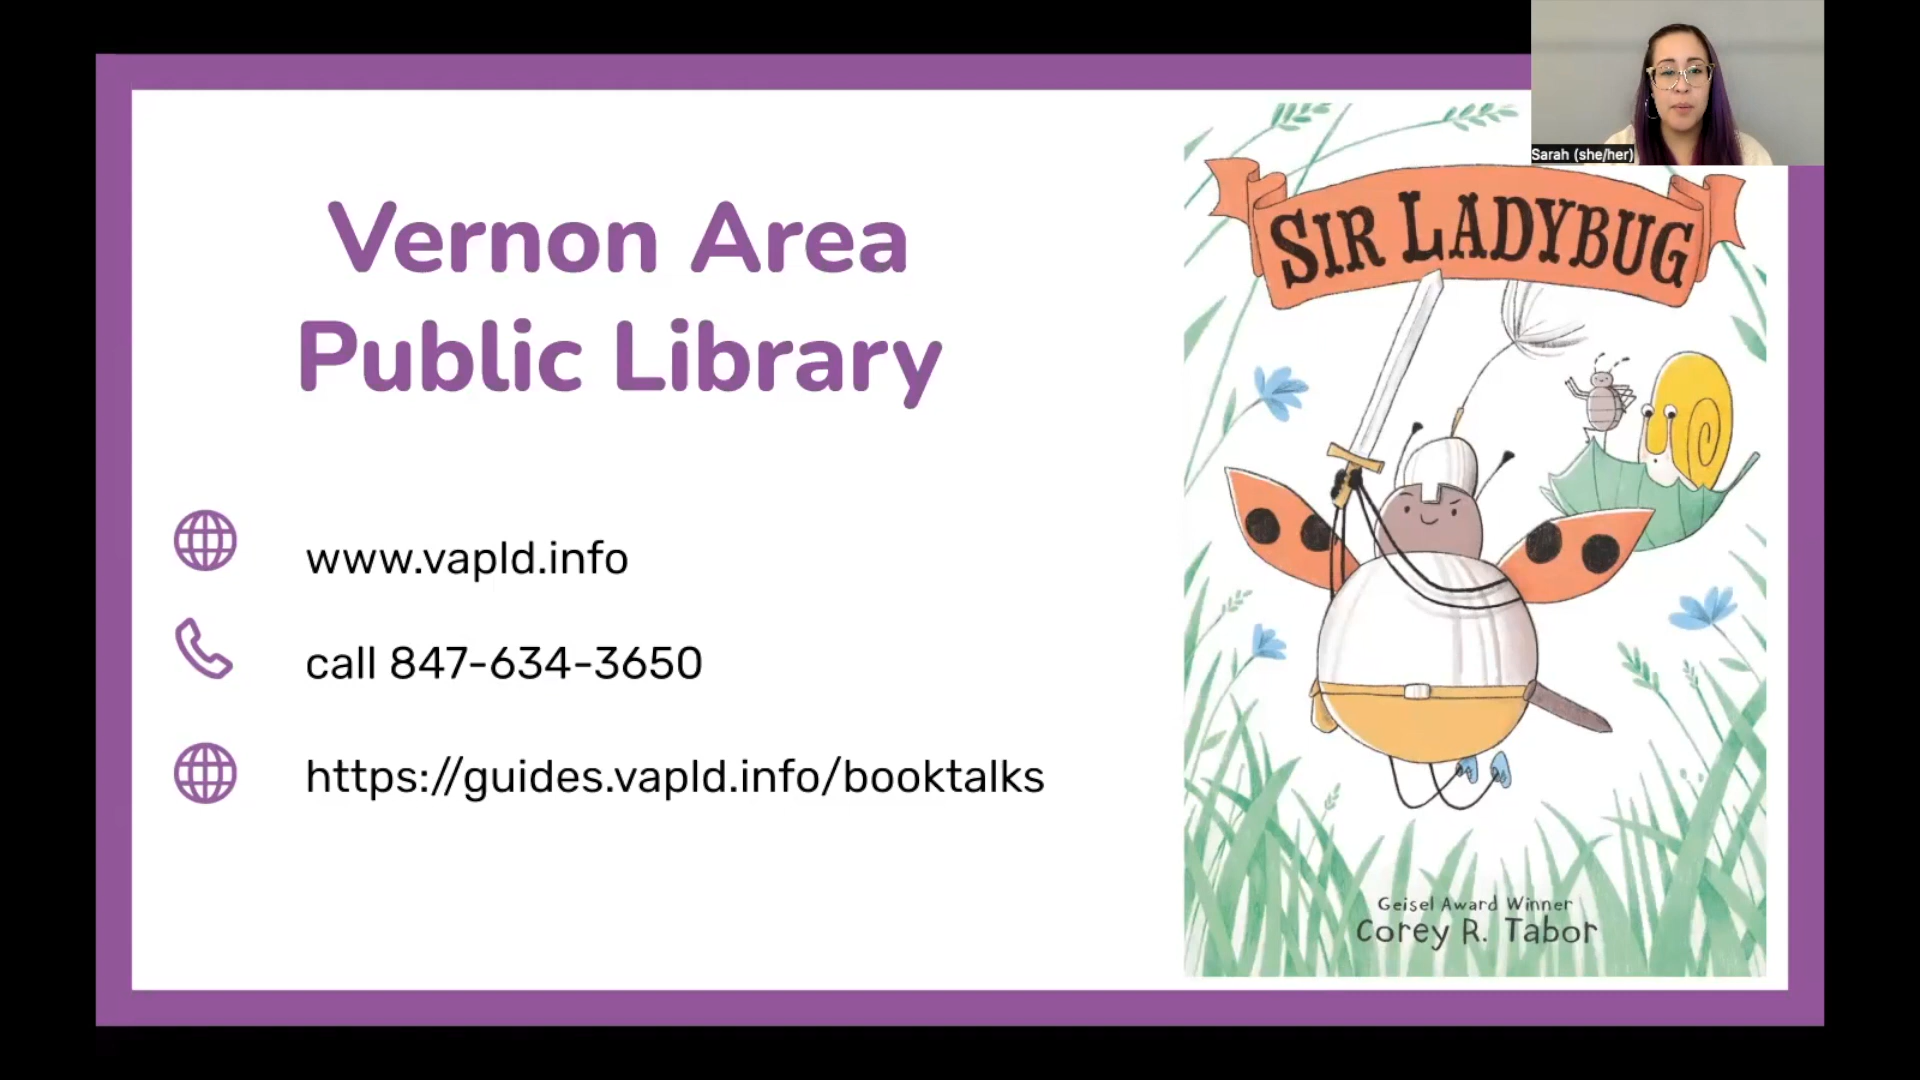 Vernon Area
Public Library
www.vapld.info
call 847-634-3650
https://guides.vapld.info/booktalks
Sarah (she/her)
SIR LADYBUG
Geisel Award Winner
Corey R. Tabor